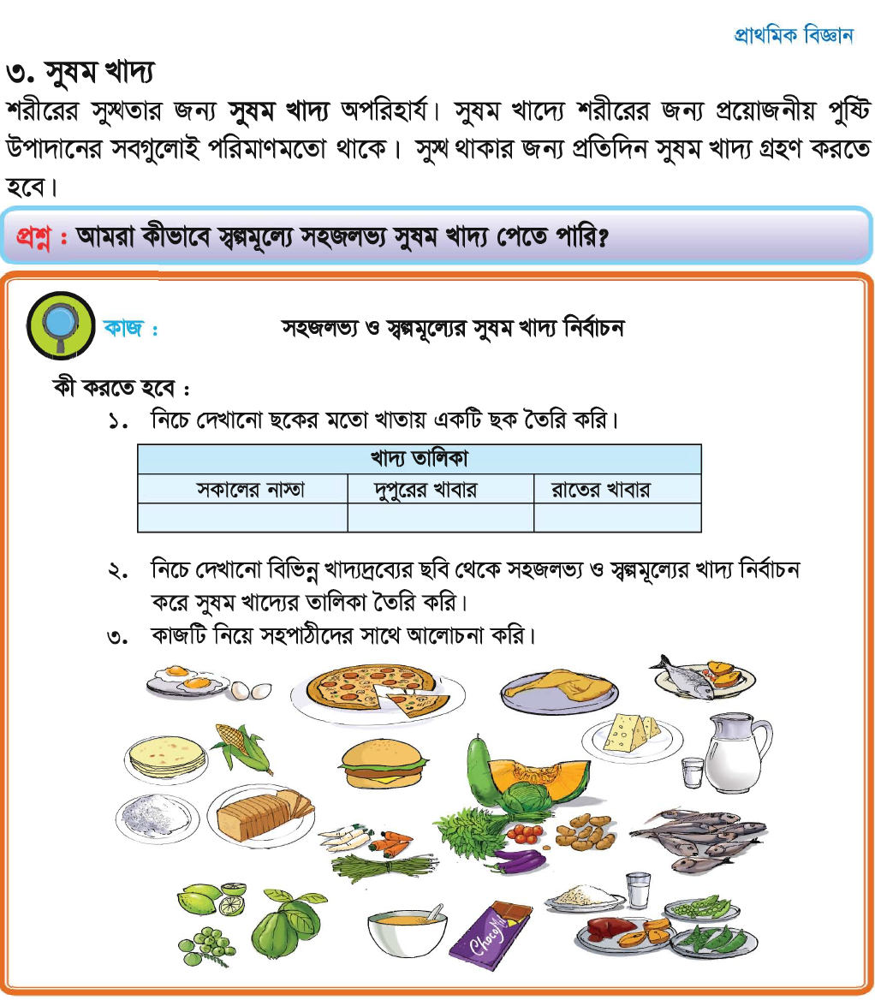 প্রাথমিক বিজ্ঞান
৩. সুষম খাদ্য
শরীরের সুস্থতার জন্য সুষম খাদ্য অপরিহার্য। সুষম খাদ্যে শরীরের জন্য প্রয়োজনীয় পুষ্টি
উপাদানের সবগুলোই পরিমাণমতো থাকে। সুস্থ থাকার জন্য প্রতিদিন সুষম খাদ্য গ্রহণ করতে
হবে।
প্রশ্ন : আমরা কীভাবে স্বল্পমূল্যে সহজলভ্য সুষম খাদ্য পেতে পারি?
কাজ : সহজলভ্য ও স্বল্পমূল্যের সুষম খাদ্য নির্বাচন
কী করতে হবে :
১. নিচে দেখানো ছকের মতো খাতায় একটি ছক তৈরি করি।
খাদ্য তালিকা
সকালের নাস্তা দুপুরের খাবার রাতের খাবার
২. নিচে দেখানো বিভিন্ন খাদ্যদ্রব্যের ছবি থেকে সহজলভ্য ও স্বল্পমূল্যের খাদ্য নির্বাচন
করে সুষম খাদ্যের তালিকা তৈরি করি।
৩. কাজটি নিয়ে সহপাঠীদের সাথে আলোচনা করি।